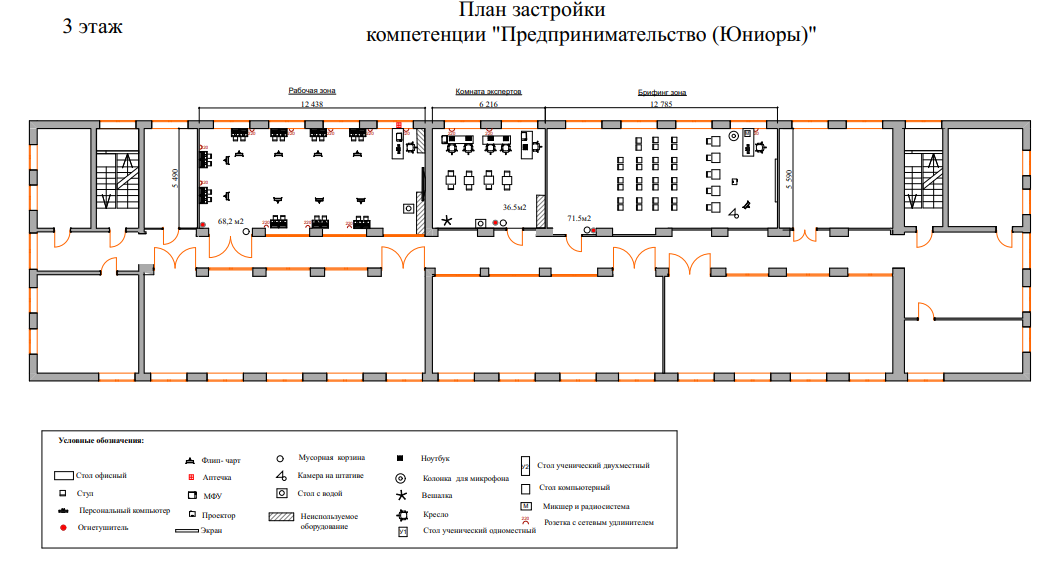 План застройки
3 этаж
компетенции "Предпринимательство (Юниоры)"
Рабочая зона
Комната экспертов
Брифинг зона
12 438
6 216
12 785
5 490
5 590
68,2 м2
36.5м2
71.5м2
Условные обозначения:
Стол офисный
Стул
Персональный компьютер
Огнетушитель
Флип- чарт
Аптечка
МФУ
Проектор
Экран
Мусорная корзина
Камера на штативе
Стол с водой
Неиспользуемое
оборудование
Ноутбук
Колонка для микрофона
Вешалка
Кресло
У1
Стол ученический одноместный
У2
Стол ученический двухместный
Стол компьютерный
М
Микшер и радиосистема
220
Розетка с сетевым удлинителем